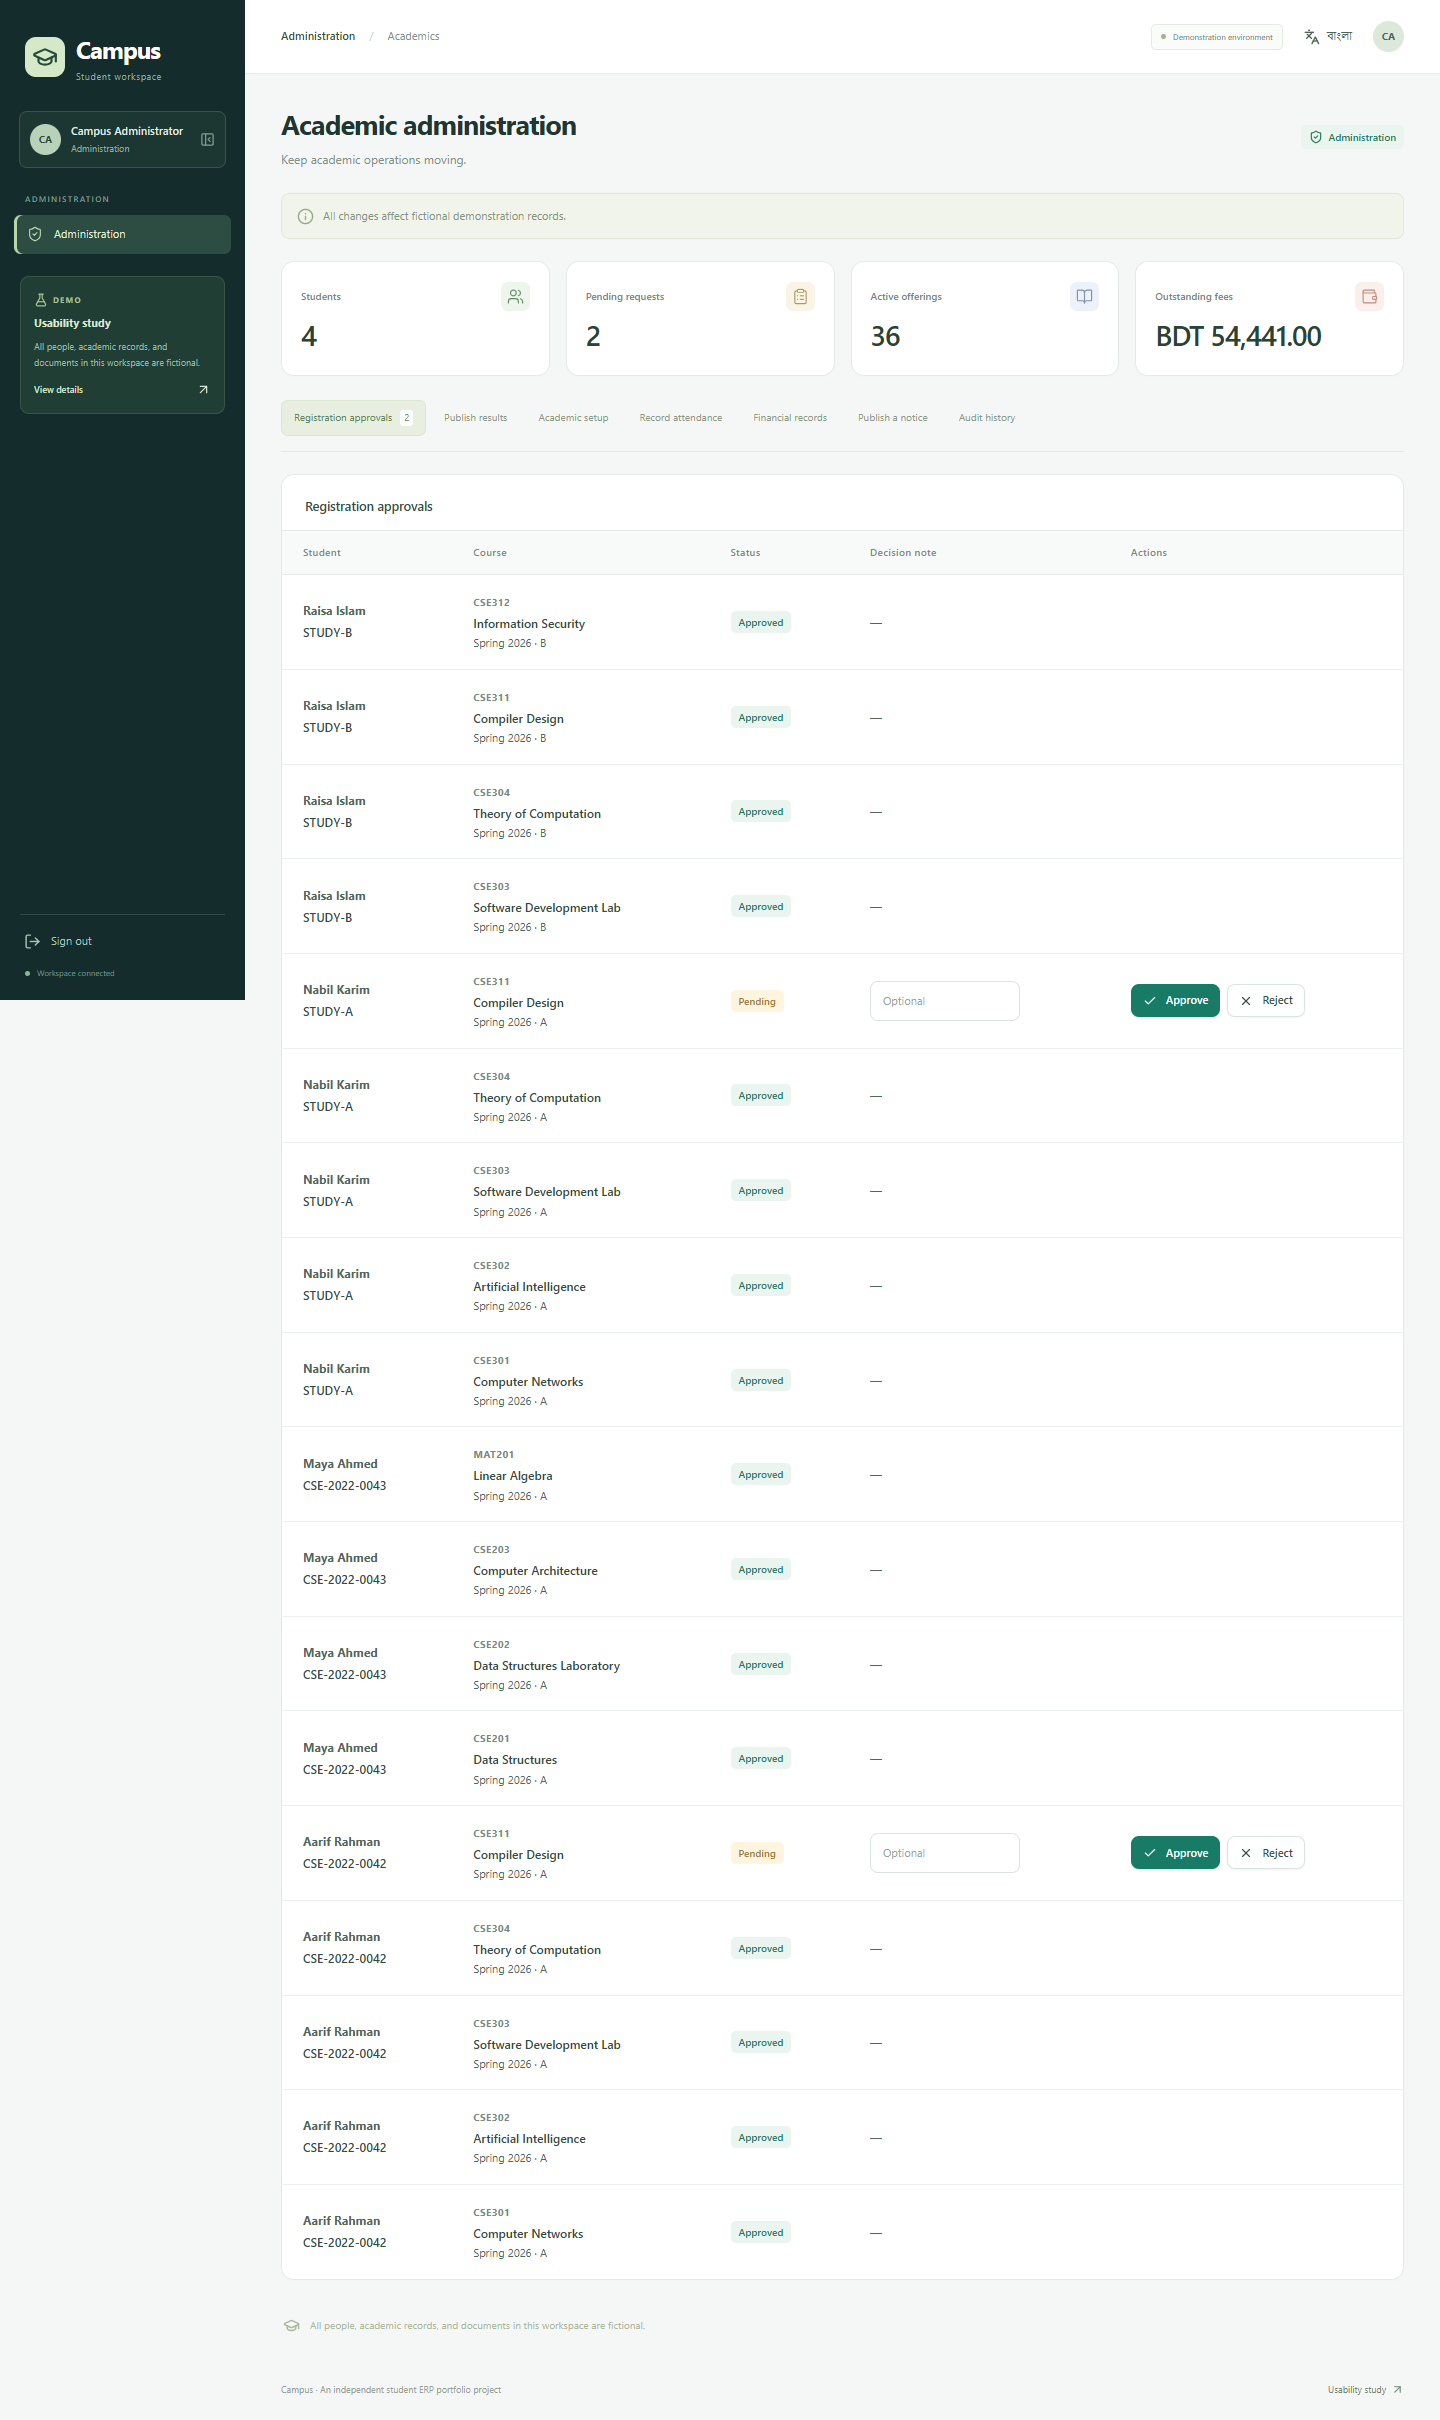 Campus
Student workspace
CA
Campus Administrator
Administration
ADMINISTRATION
Administration
DEMO
Usability study
All people, academic records, and
documents in this workspace are fictional.
View details
Sign out
Workspace connected
Administration / Academics
Demonstration environment
বাংলা
CA
Academic administration
Keep academic operations moving.
Administration
All changes affect fictional demonstration records.
Students
4
Pending requests
2
Active offerings
36
Outstanding fees
BDT 54,441.00
Registration approvals 2 Publish results Academic setup Record attendance Financial records Publish a notice Audit history
Registration approvals
Student Course Status Decision note Actions
Raisa Islam
STUDY-B
CSE312
Information Security
Spring 2026 · B
Approved
—
Raisa Islam
STUDY-B
CSE311
Compiler Design
Spring 2026 · B
Approved
—
Raisa Islam
STUDY-B
CSE304
Theory of Computation
Spring 2026 · B
Approved
—
Raisa Islam
STUDY-B
CSE303
Software Development Lab
Spring 2026 · B
Approved
—
Nabil Karim
STUDY-A
CSE311
Compiler Design
Spring 2026 · A
Pending
Optional
Approve
Reject
Nabil Karim
STUDY-A
CSE304
Theory of Computation
Spring 2026 · A
Approved
—
Nabil Karim
STUDY-A
CSE303
Software Development Lab
Spring 2026 · A
Approved
—
Nabil Karim
STUDY-A
CSE302
Artificial Intelligence
Spring 2026 · A
Approved
—
Nabil Karim
STUDY-A
CSE301
Computer Networks
Spring 2026 · A
Approved
—
Maya Ahmed
CSE-2022-0043
MAT201
Linear Algebra
Spring 2026 · A
Approved
—
Maya Ahmed
CSE-2022-0043
CSE203
Computer Architecture
Spring 2026 · A
Approved
—
Maya Ahmed
CSE-2022-0043
CSE202
Data Structures Laboratory
Spring 2026 · A
Approved
—
Maya Ahmed
CSE-2022-0043
CSE201
Data Structures
Spring 2026 · A
Approved
—
Aarif Rahman
CSE-2022-0042
CSE311
Compiler Design
Spring 2026 · A
Pending
Optional
Approve
Reject
Aarif Rahman
CSE-2022-0042
CSE304
Theory of Computation
Spring 2026 · A
Approved
—
Aarif Rahman
CSE-2022-0042
CSE303
Software Development Lab
Spring 2026 · A
Approved
—
Aarif Rahman
CSE-2022-0042
CSE302
Artificial Intelligence
Spring 2026 · A
Approved
—
Aarif Rahman
CSE-2022-0042
CSE301
Computer Networks
Spring 2026 · A
Approved
—
All people, academic records, and documents in this workspace are fictional.
Campus · An independent student ERP portfolio project
Usability study